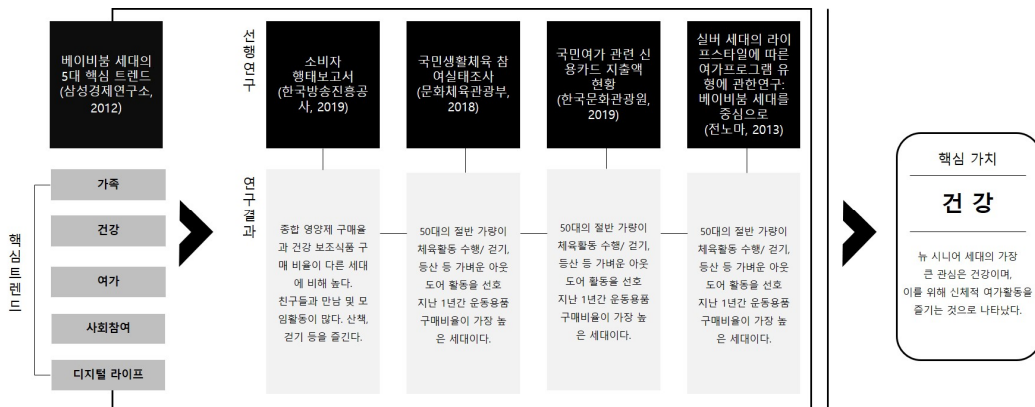 베이비붐 세대의
5대 핵심 트렌드
(삼성경제연구소,
2012)
핵심트렌드
가족
건강
여가
사회참여
디지털 라이프
선행연구
소비자
행태보고서
(한국방송진흥공
사, 2019)
국민생활체육 참
여실태조사
(문화체육관광부,
2018)
국민여가 관련 신
용카드 지출액
현황
(한국문화관광원,
2019)
실버 세대의 라이
프스타일에 따른
여가프로그램 유
형에 관한연구:
베이비붐 세대를
중심으로
(전노마, 2013)
연구결과
종합 영양제 구매율
과 건강 보조식품 구
매 비율이 다른 세대
에 비해 높다.
친구들과 만남 및 모
임활동이 많다. 산책,
걷기 등을 즐긴다.
50대의 절반 가량이
체육활동 수행/ 걷기,
등산 등 가벼운 아웃
도어 활동을 선호
지난 1년간 운동용품
구매비율이 가장 높
은 세대이다.
50대의 절반 가량이
체육활동 수행/ 걷기,
등산 등 가벼운 아웃
도어 활동을 선호
지난 1년간 운동용품
구매비율이 가장 높
은 세대이다.
50대의 절반 가량이
체육활동 수행/ 걷기,
등산 등 가벼운 아웃
도어 활동을 선호
지난 1년간 운동용품
구매비율이 가장 높
은 세대이다.
핵심 가치
건 강
뉴 시니어 세대의 가장
큰 관심은 건강이며,
이를 위해 신체적 여가활동을
즐기는 것으로 나타났다.